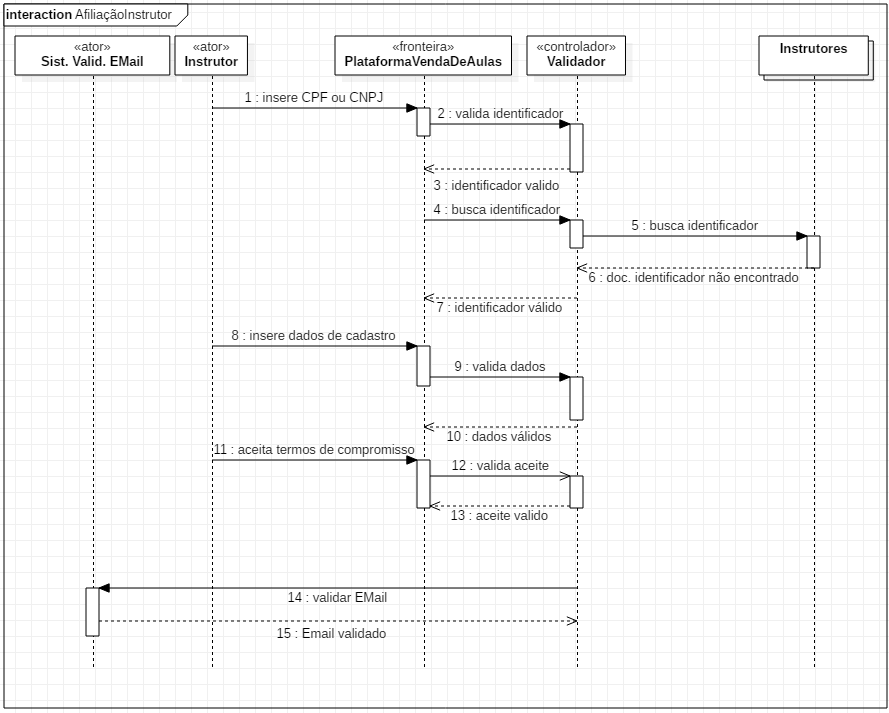 interaction AfiliaçãoInstrutor
«ator»
Sist. Valid. EMail
«ator»
Instrutor
«fronteira»
PlataformaVendaDeAulas
«controlador»
Validador
Instrutores
1 : insere CPF ou CNPJ
2 : valida identificador
3 : identificador valido
4 : busca identificador
5 : busca identificador
6 : doc. identificador não encontrado
7 : identificador válido
8 : insere dados de cadastro
9 : valida dados
10 : dados válidos
11 : aceita termos de compromisso
12 : valida aceite
13 : aceite valido
14 : validar EMail
15 : Email validado